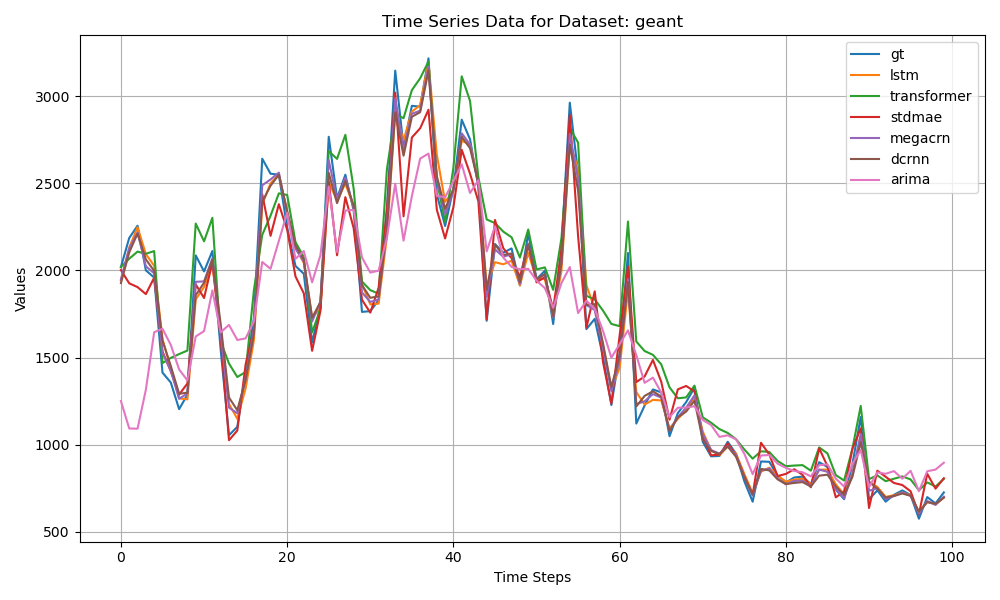 Time Series Data for Dataset: geant
gt
lstm
transformer
stdmae
megacrn
dcrnn
arima
Values
3000
2500
2000
1500
1000
500
0 20 40 60 80 100
Time Steps